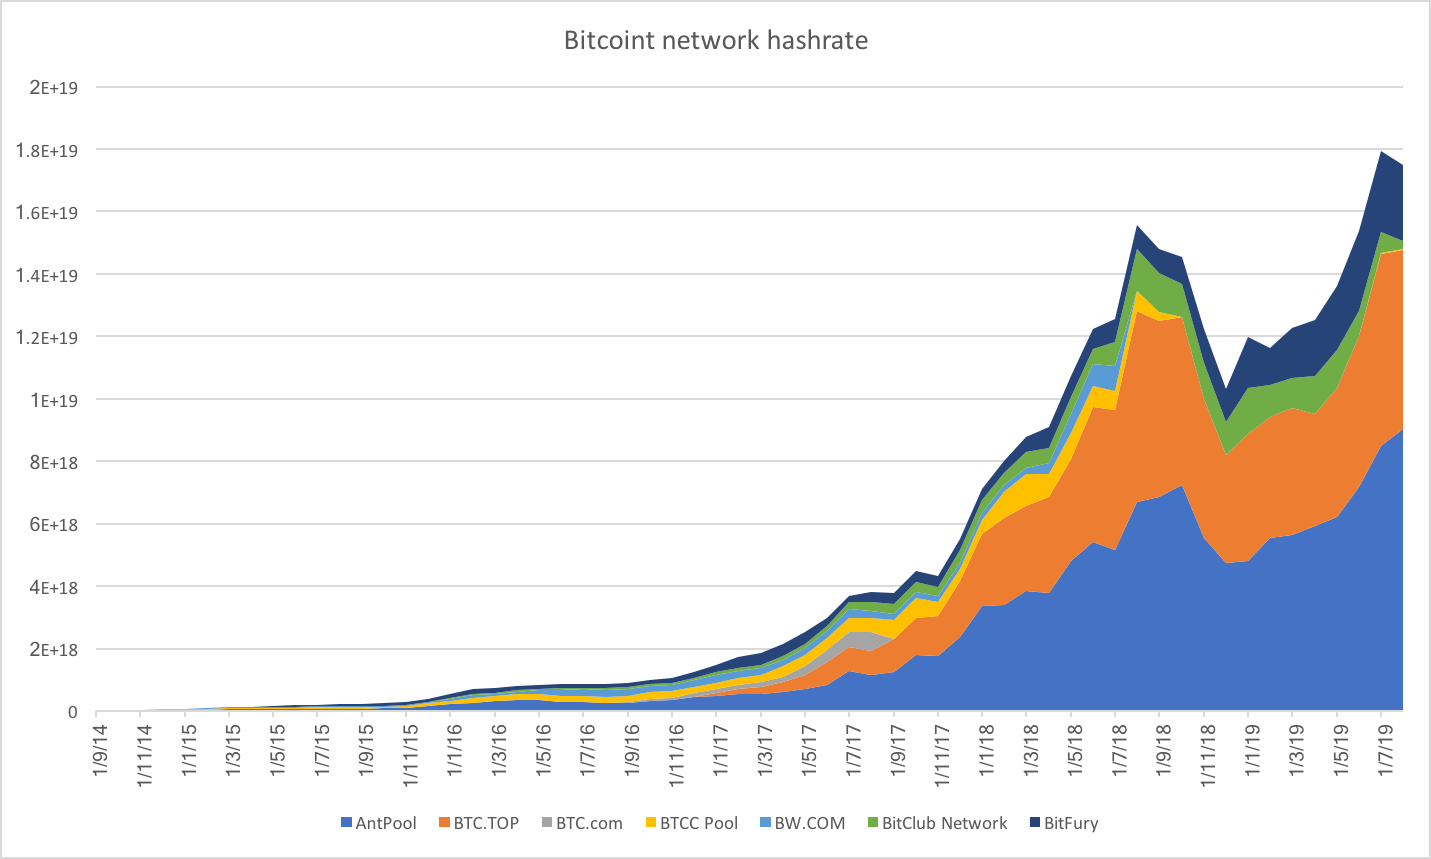 Bitcoint network hashrate
2E+19
1.8E+19
1.6E+19
1.4E+19
1.2E+19
1E+19
8E+18
6E+18
4E+18
2E+18
0
1/9/14
1/11/14
1/1/15
1/3/15
1/5/15
1/7/15
1/9/15
1/11/15
1/1/16
1/3/16
1/5/16
1/7/16
1/9/16
1/11/16
1/1/17
1/3/17
1/5/17
1/7/17
1/9/17
1/11/17
1/1/18
1/3/18
1/5/18
1/7/18
1/9/18
1/11/18
1/1/19
1/3/19
1/5/19
1/7/19
AntPool BTC.TOP BTC.com BTCC Pool BW.COM BitClub Network BitFury